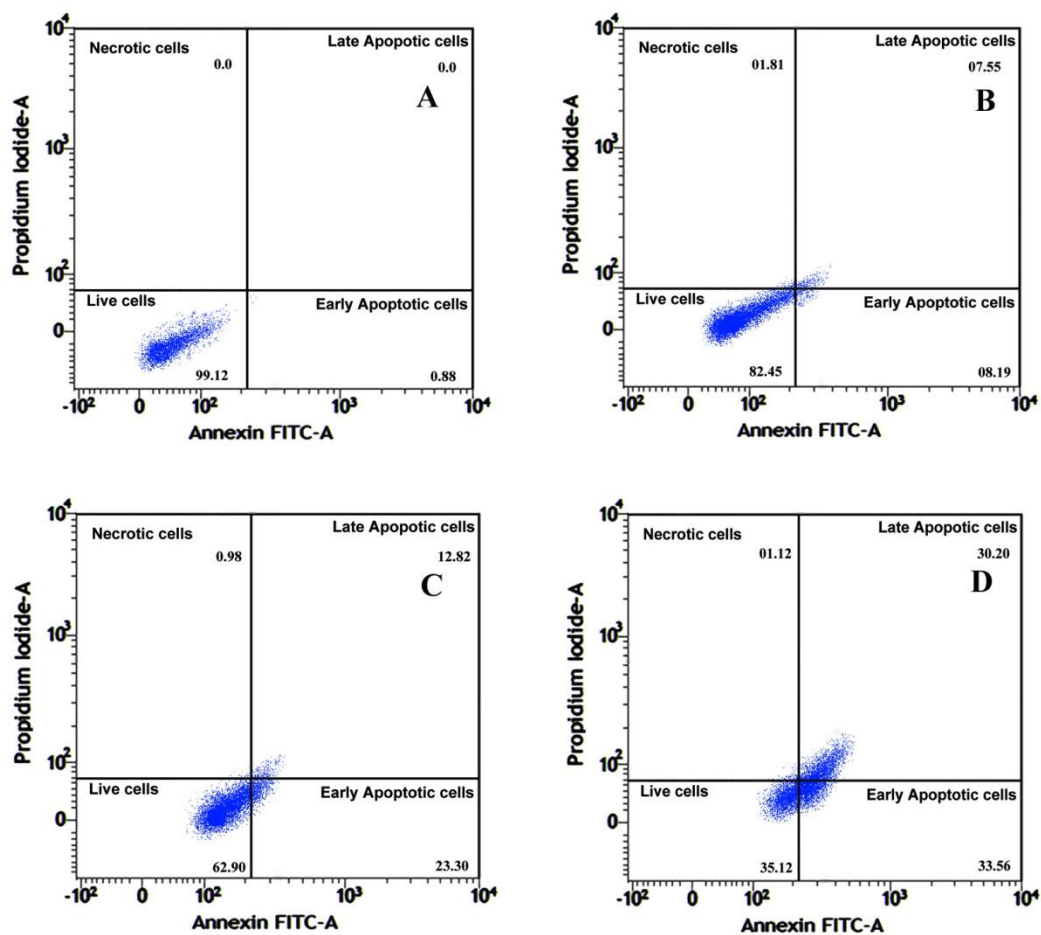 10⁴
Necrotic cells
Late Apopotic cells
0.0
0.0
A
10³
Propidium Iodide-A
10²
Live cells
Early Apoptotic cells
0
99.12
0.88
-10² 0 10² 10³ 10⁴
Annexin FITC-A
10⁴
Necrotic cells
Late Apopotic cells
01.81
07.55
B
10³
Propidium Iodide-A
10²
Live cells
Early Apoptotic cells
0
82.45
08.19
-10² 0 10² 10³ 10⁴
Annexin FITC-A
10⁴
Necrotic cells
Late Apopotic cells
0.98
12.82
C
10³
Propidium Iodide-A
10²
Live cells
Early Apoptotic cells
0
62.90
23.30
-10² 0 10² 10³ 10⁴
Annexin FITC-A
10⁴
Necrotic cells
Late Apopotic cells
01.12
30.20
D
10³
Propidium Iodide-A
10²
Live cells
Early Apoptotic cells
0
35.12
33.56
-10² 0 10² 10³ 10⁴
Annexin FITC-A